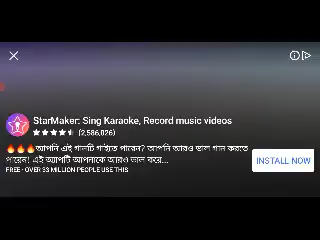 StarMaker: Sing Karaoke, Record music videos
(2,586,026)
🔥🔥🔥আপনি এই গানটি গাইতে পারেন? আপনি আরও ভাল গান করতে
পারেন! এই অ্যাপটি আপনাকে আরও ভাল করে...
INSTALL NOW
FREE · OVER 33 MILLION PEOPLE USE THIS